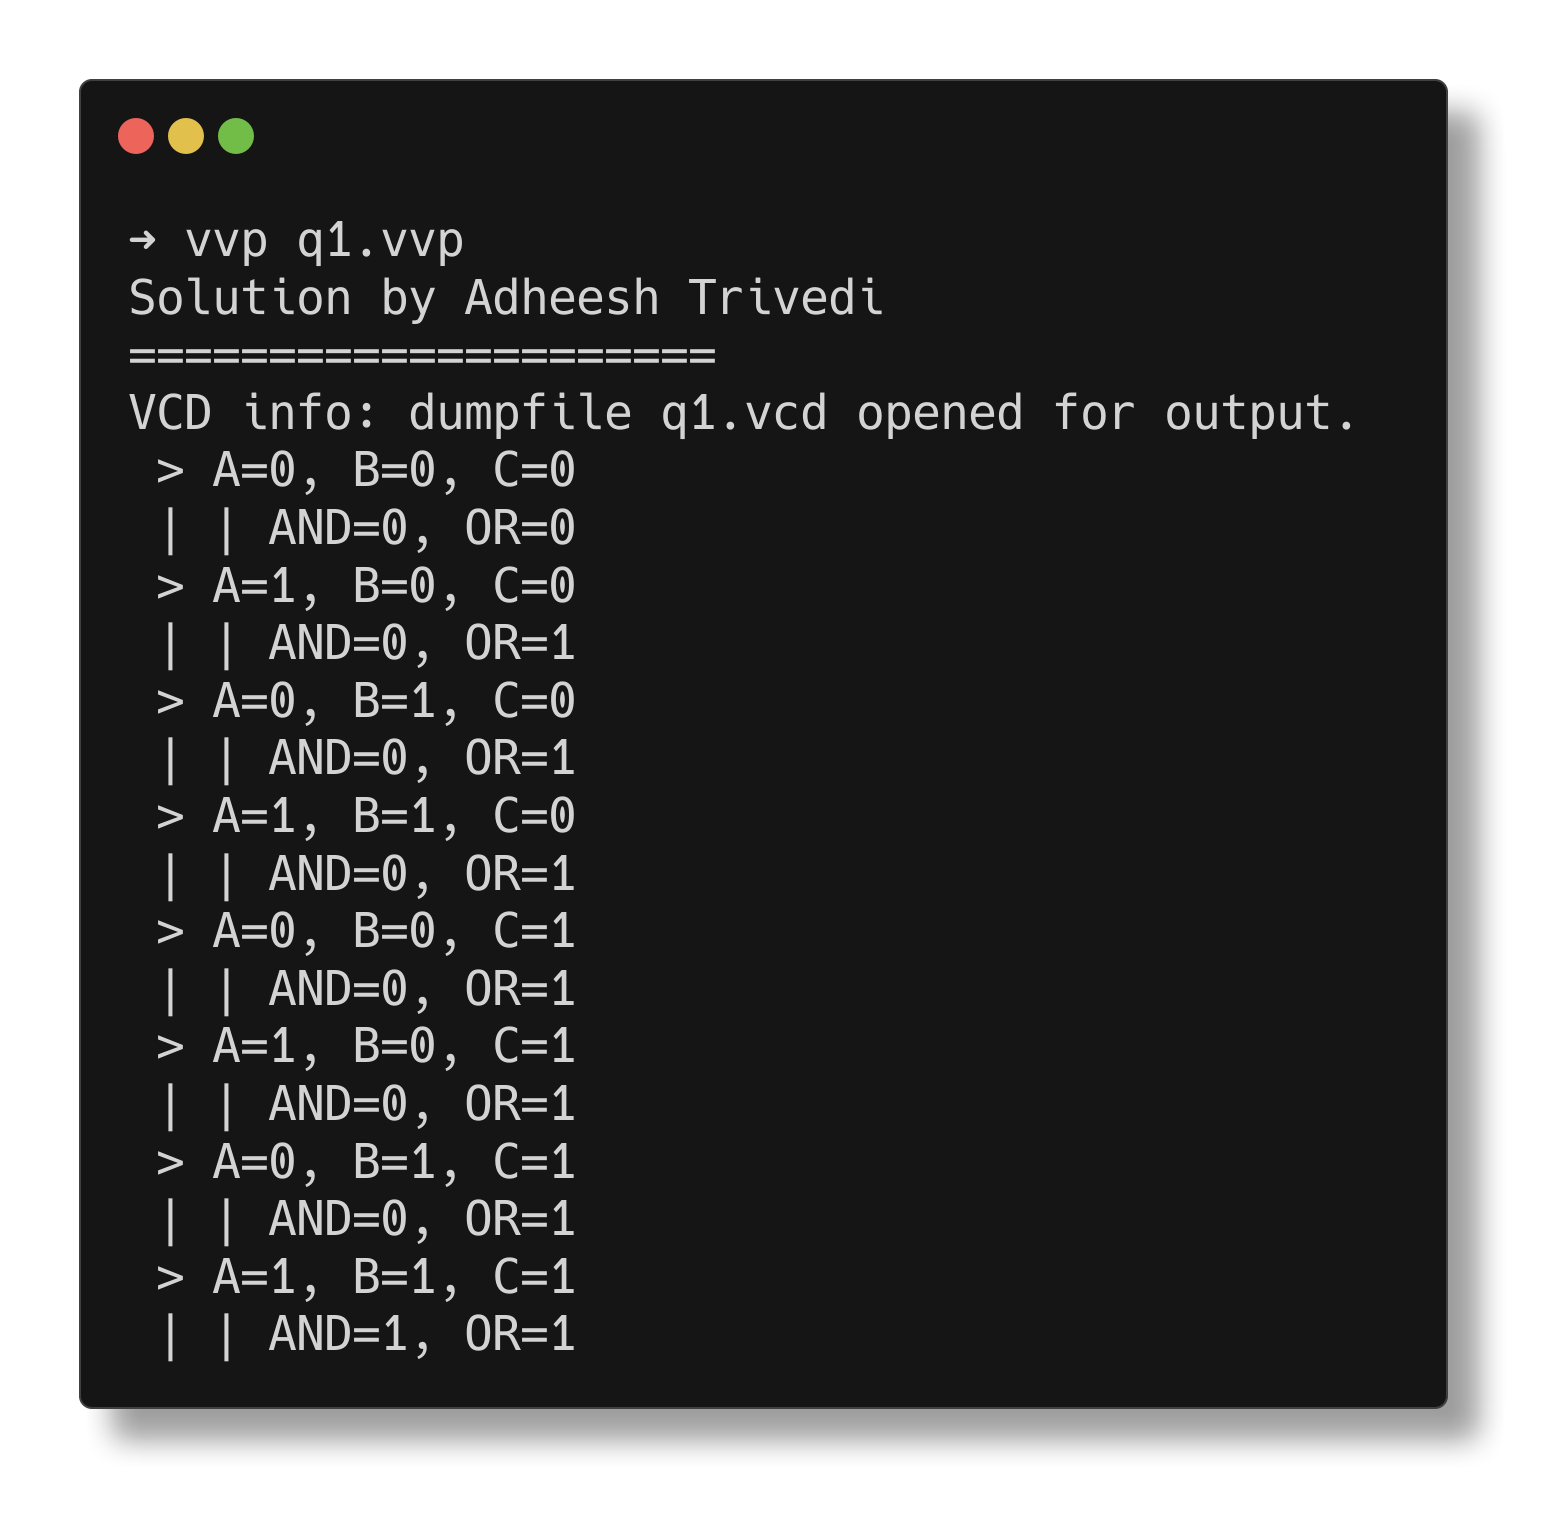 ➜ vvp q1.vvp
Solution by Adheesh Trivedi
=====================
VCD info: dumpfile q1.vcd opened for output.
 > A=0, B=0, C=0
 | | AND=0, OR=0
 > A=1, B=0, C=0
 | | AND=0, OR=1
 > A=0, B=1, C=0
 | | AND=0, OR=1
 > A=1, B=1, C=0
 | | AND=0, OR=1
 > A=0, B=0, C=1
 | | AND=0, OR=1
 > A=1, B=0, C=1
 | | AND=0, OR=1
 > A=0, B=1, C=1
 | | AND=0, OR=1
 > A=1, B=1, C=1
 | | AND=1, OR=1